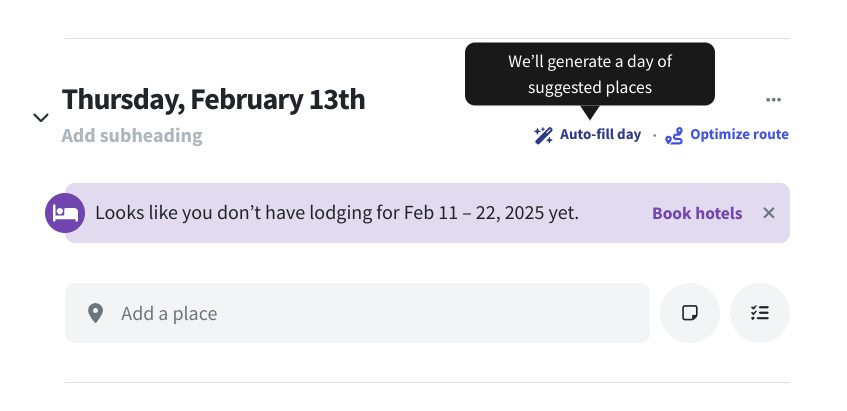 We’ll generate a day of
suggested places
Thursday, February 13th
Add subheading
Auto-fill day · Optimize route
Looks like you don’t have lodging for Feb 11 – 22, 2025 yet.
Book hotels
Add a place